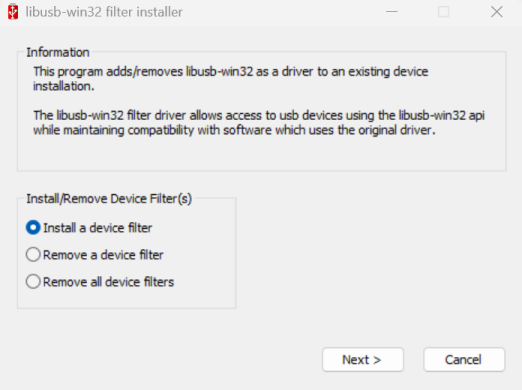 libusb-win32 filter installer
Information
This program adds/removes libusb-win32 as a driver to an existing device
installation.
The libusb-win32 filter driver allows access to usb devices using the libusb-win32 api
while maintaining compatibility with software which uses the original driver.
Install/Remove Device Filter(s)
Install a device filter
Remove a device filter
Remove all device filters
Next > Cancel